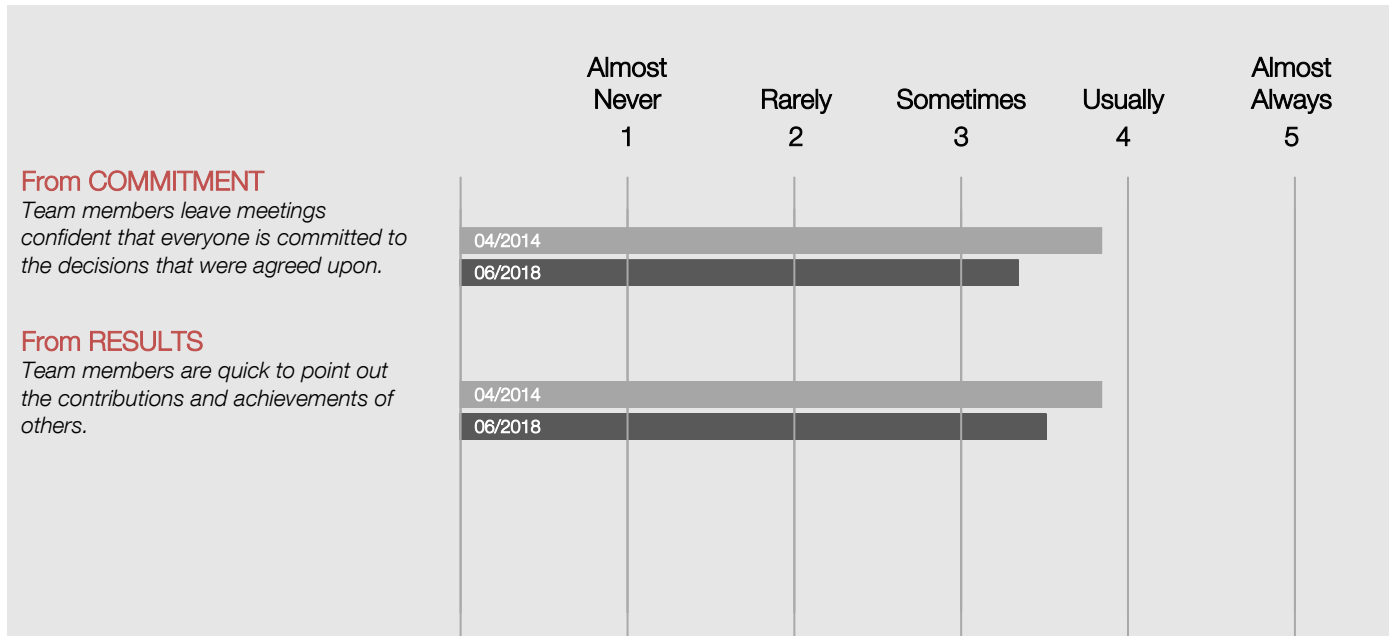 Almost
Never
Rarely
Sometimes
Usually
Almost
Always
1
2
3
4
5
From COMMITMENT
Team members leave meetings
confident that everyone is committed to
the decisions that were agreed upon.
04/2014
06/2018
From RESULTS
Team members are quick to point out
the contributions and achievements of
others.
04/2014
06/2018